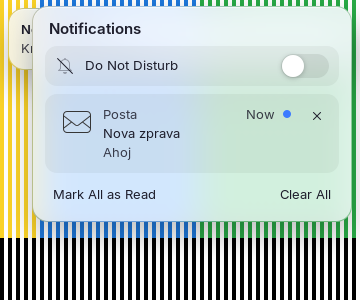 Notifications
Do Not Disturb
Posta
Now
Nova zprava
Ahoj
Mark All as Read
Clear All